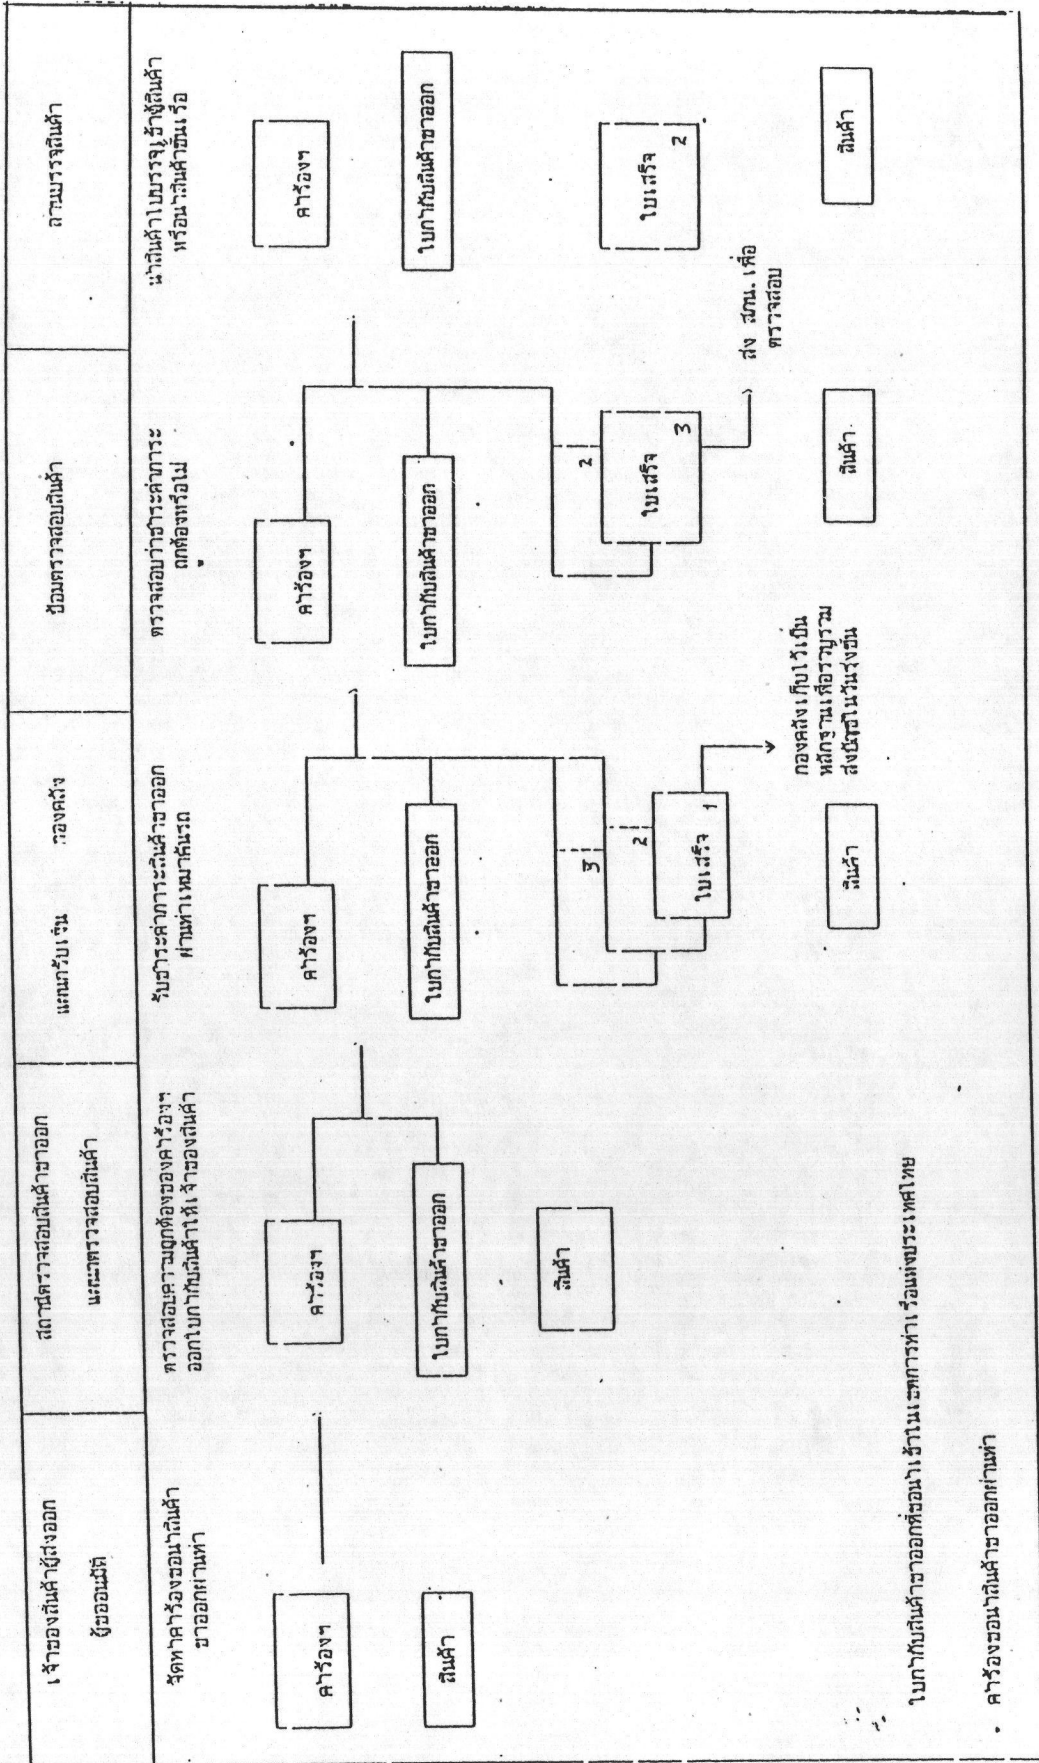 เจ้าของสินค้าผู้ส่งออก
ผู้ขออนุมัติ
สถานีตรวจสอบสินค้าขาออก
แผนกตรวจสอบสินค้า
แผนกรับเงิน กองคลัง
ป้อมตรวจสอบสินค้า
สถานบรรจุสินค้า
จัดทำคำร้องขอนำสินค้า
ขาออกผ่านท่า
ตรวจสอบความถูกต้องของคำร้องฯ
ออกใบกำกับสินค้าให้เจ้าของสินค้า
รับชำระค่าภาระสินค้าขาออก
ผ่านท่าเหมาคันรถ
ตรวจสอบว่าชำระค่าภาระ
ถูกต้องหรือไม่
นำสินค้าไปบรรจุเข้าตู้สินค้า
หรือนำสินค้าขึ้นเรือ
คำร้องฯ
สินค้า
คำร้องฯ
ใบกำกับสินค้าขาออก
สินค้า
คำร้องฯ
ใบกำกับสินค้าขาออก
3
2
ใบเสร็จ 1
กองคลังเก็บไว้เป็น
หลักฐานเพื่อรวบรวม
ส่งบัญชีในวันรุ่งขึ้น
สินค้า
คำร้องฯ
ใบกำกับสินค้าขาออก
2
ใบเสร็จ 3
ส่ง สภน. เพื่อ
ตรวจสอบ
สินค้า
คำร้องฯ
ใบกำกับสินค้าขาออก
ใบเสร็จ 2
สินค้า
ใบกำกับสินค้าขาออกที่ขอนำเข้าในเขตการท่าเรือแห่งประเทศไทย
คำร้องขอนำสินค้าขาออกผ่านท่า